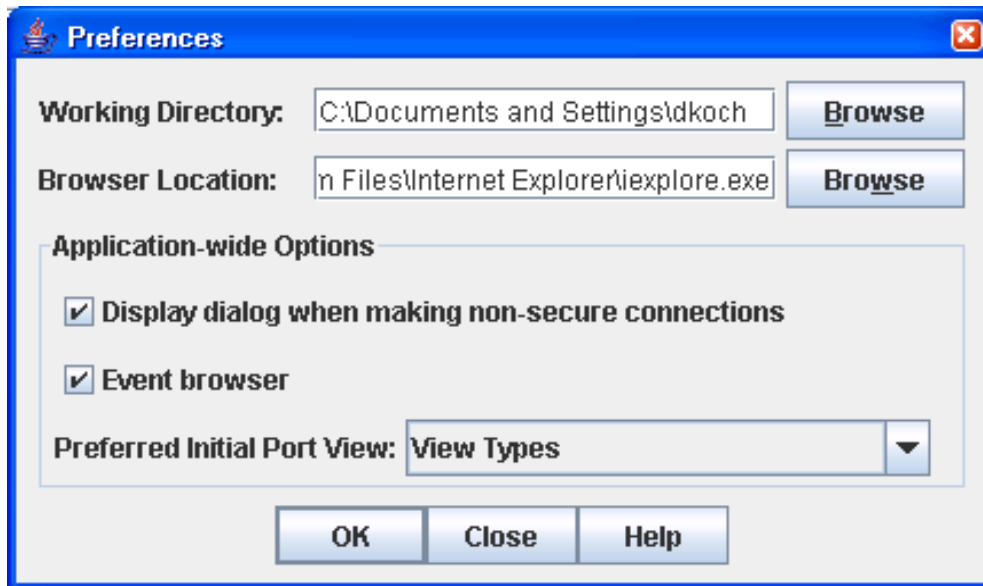 Preferences
Working Directory: C:\Documents and Settings\dkoch Browse
Browser Location: n Files\Internet Explorer\iexplore.exe Browse
Application-wide Options
Display dialog when making non-secure connections
Event browser
Preferred Initial Port View: View Types
OK Close Help